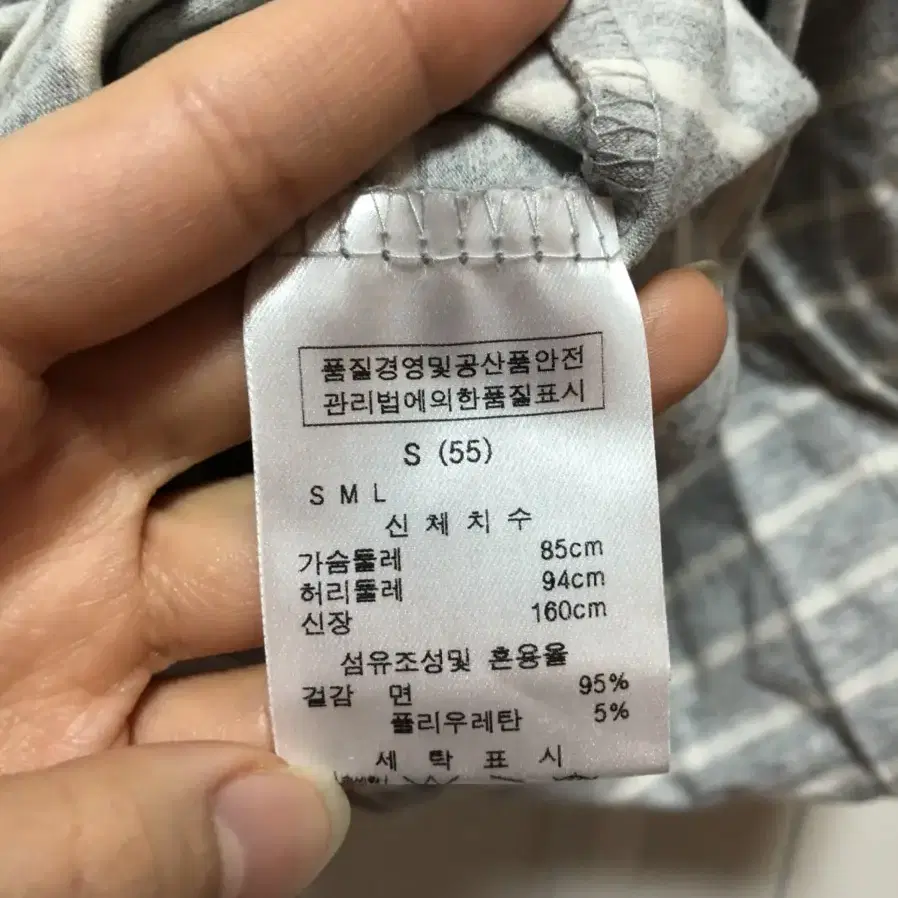 품질경영및공산품안전
관리법에의한품질표시
S (55)
S M L
신 체 치 수
가슴둘레 85cm
허리둘레 94cm
신장 160cm
섬유조성및 혼용율
겉감 면 95%
폴리우레탄 5%
세 탁 표 시